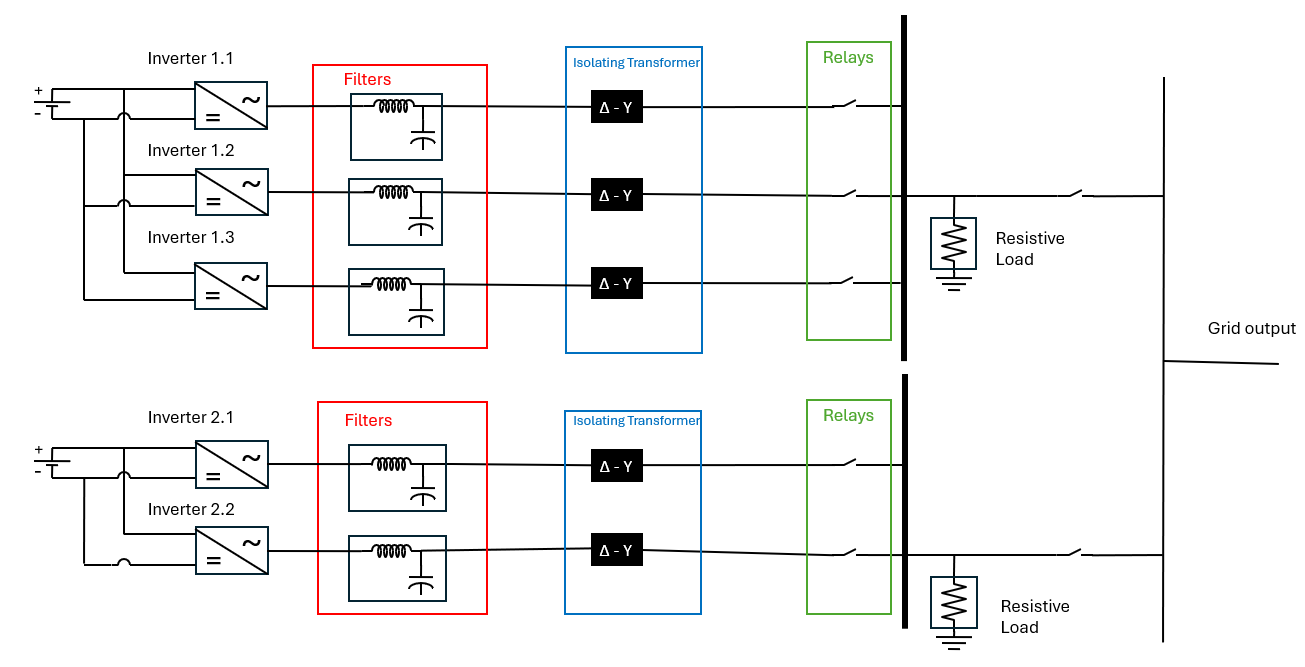 Inverter 1.1
Filters
Isolating Transformer
Relays
+
-
~
=
Δ - Y
Inverter 1.2
~
=
Δ - Y
Inverter 1.3
~
=
Δ - Y
Resistive
Load
Grid output
Inverter 2.1
Filters
Isolating Transformer
Relays
+
-
~
=
Δ - Y
Inverter 2.2
~
=
Δ - Y
Resistive
Load